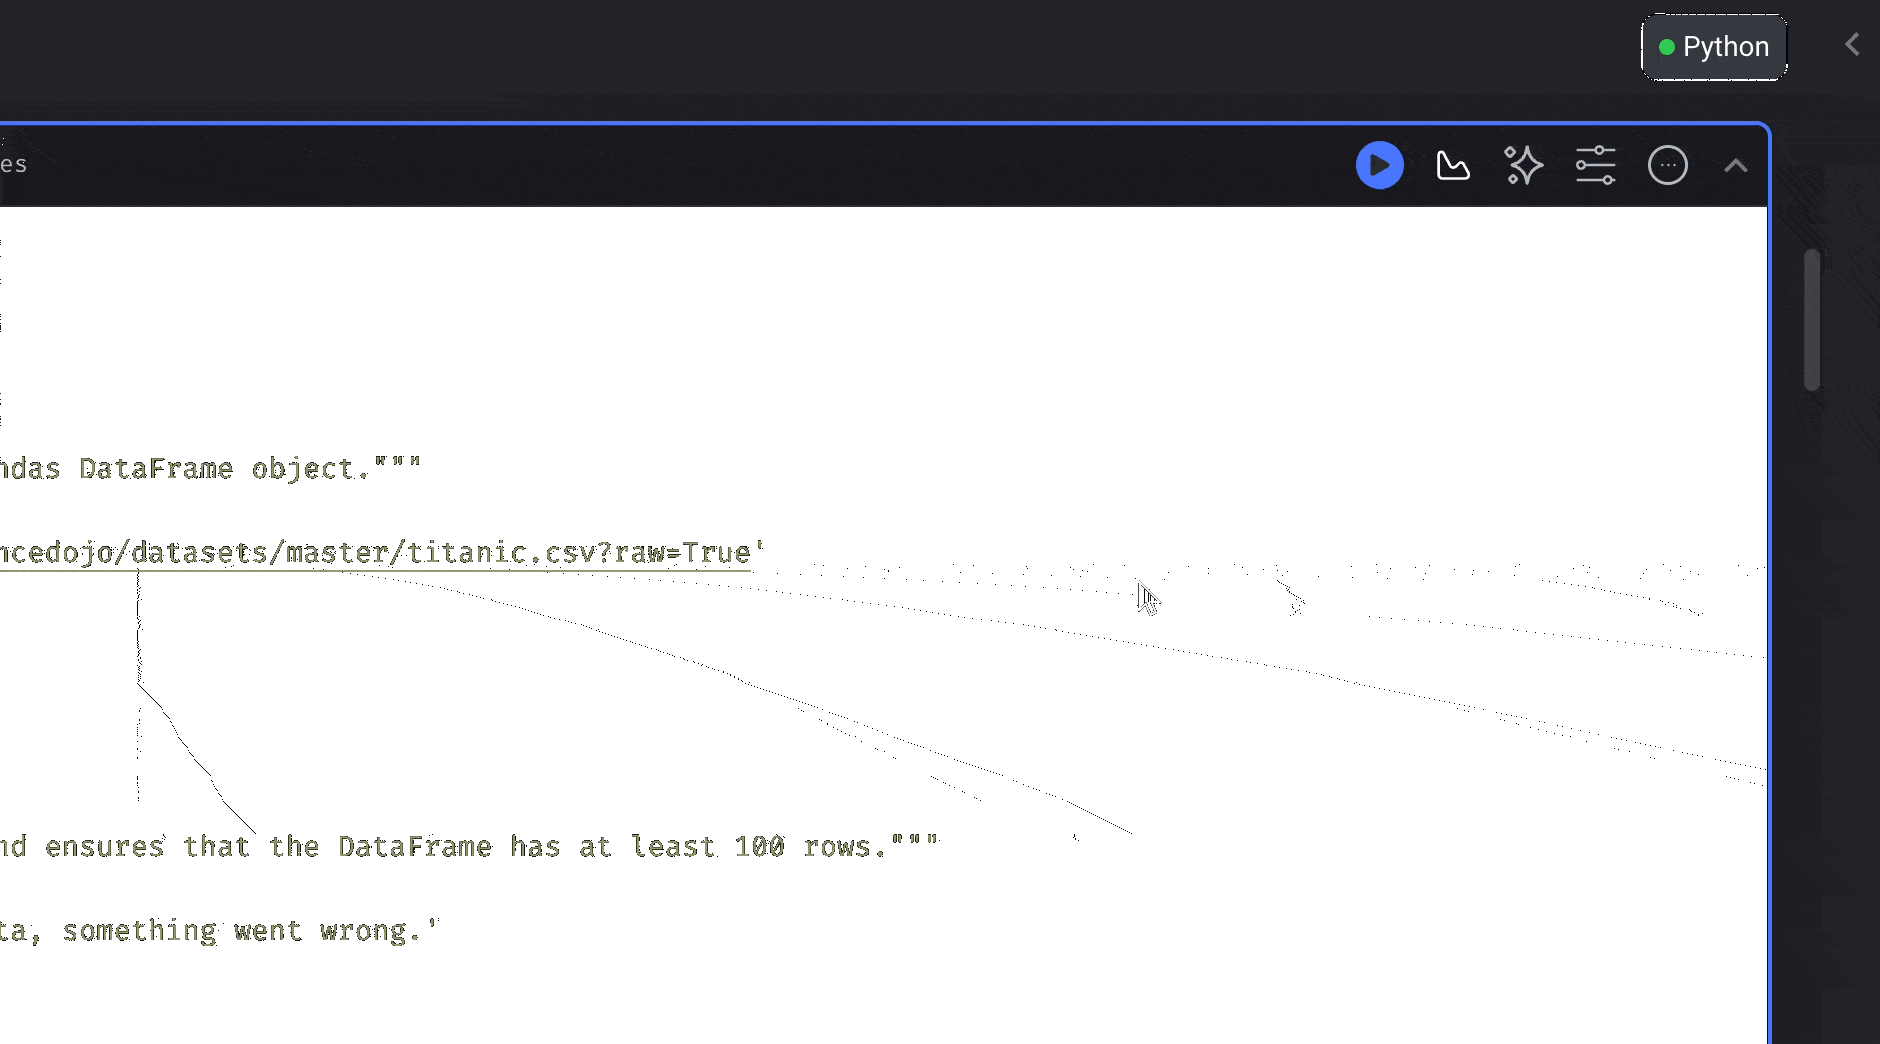 Python
es
ndas DataFrame object."""
ncedojo/datasets/master/titanic.csv?raw=True'
nd ensures that the DataFrame has at least 100 rows."""
ta, something went wrong.'